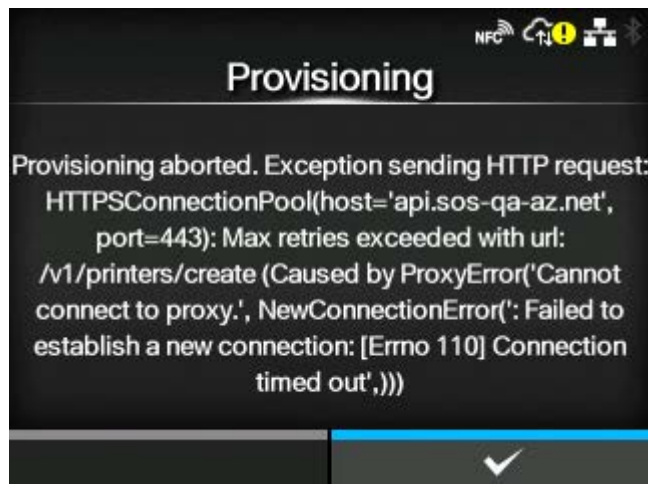 NFC
Provisioning
Provisioning aborted. Exception sending HTTP request:
HTTPSConnectionPool(host='api.sos-qa-az.net',
port=443): Max retries exceeded with url:
/v1/printers/create (Caused by ProxyError('Cannot
connect to proxy.', NewConnectionError(': Failed to
establish a new connection: [Errno 110] Connection
timed out',)))